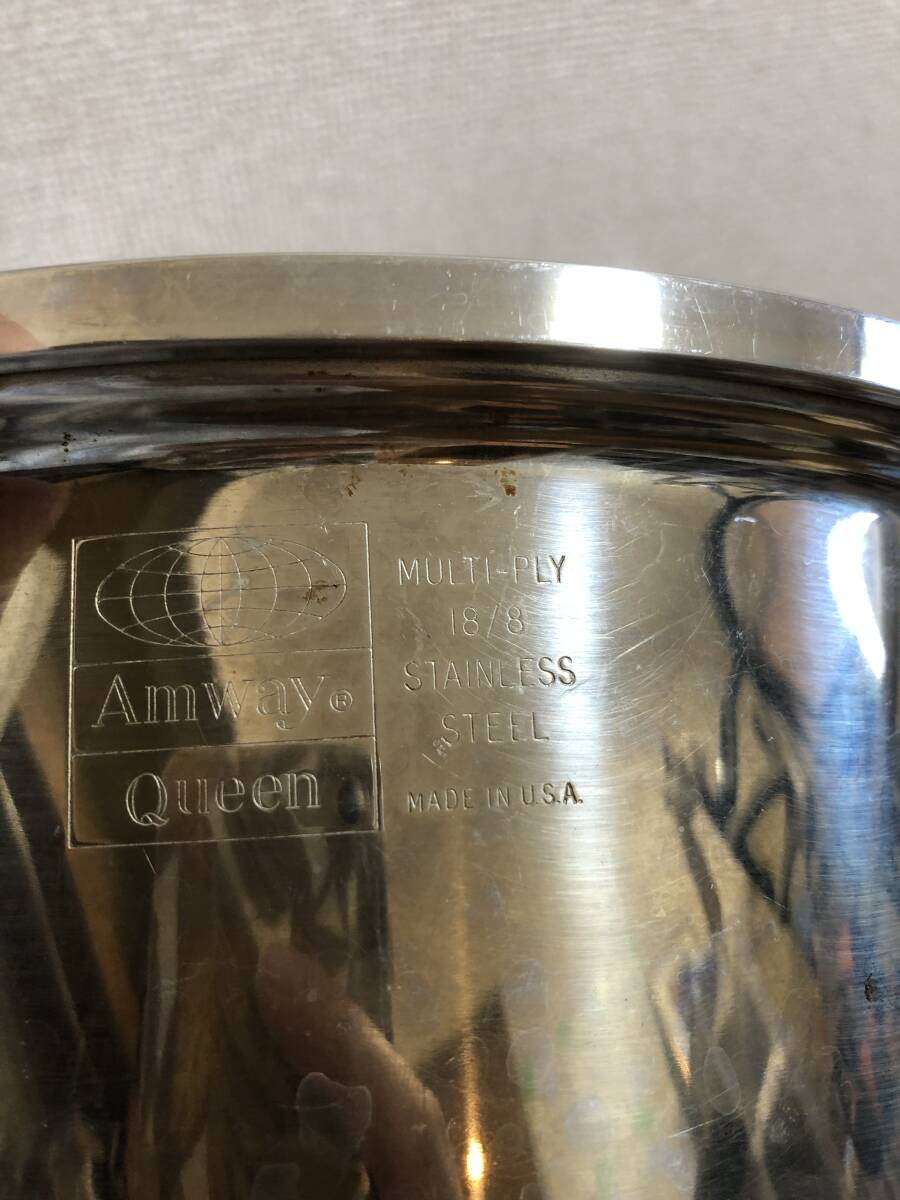 Amway®
Queen
MULTI-PLY
18/8
STAINLESS
STEEL
MADE IN U.S.A.